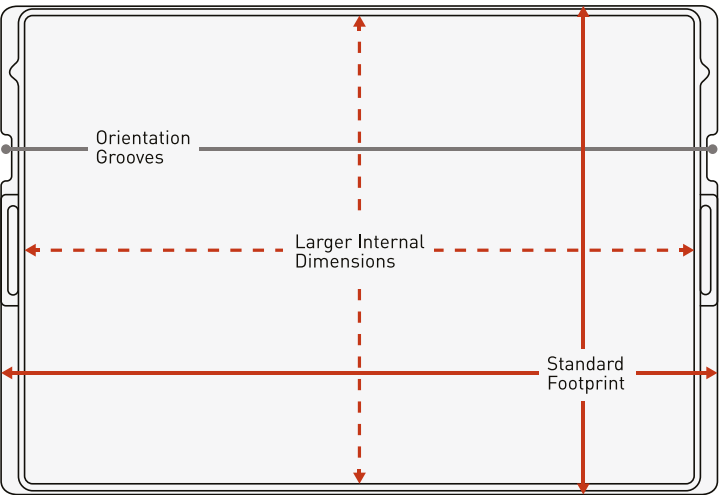 Orientation
Grooves
Larger Internal
Dimensions
Standard
Footprint